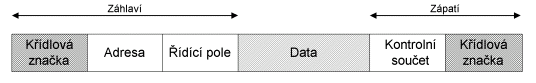 Záhlaví
Zápatí
Křídlová
značka
Adresa
Řídící pole
Data
Kontrolní
součet
Křídlová
značka